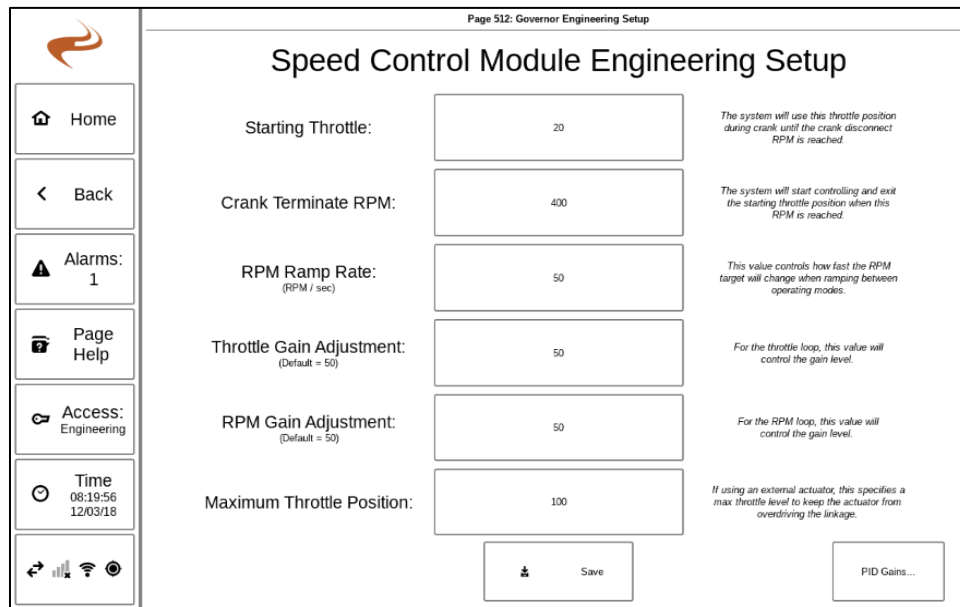 Page 512: Governor Engineering Setup
Speed Control Module Engineering Setup
Home
Back
Alarms:
1
Page
Help
Access:
Engineering
Time
08:19:56
12/03/18
Starting Throttle:
20
The system will use this throttle position
during crank until the crank disconnect
RPM is reached.
Crank Terminate RPM:
400
The system will start controlling and exit
the starting throttle position when this
RPM is reached.
RPM Ramp Rate:
(RPM / sec)
50
This value controls how fast the RPM
target will change when ramping between
operating modes.
Throttle Gain Adjustment:
(Default = 50)
50
For the throttle loop, this value will
control the gain level.
RPM Gain Adjustment:
(Default = 50)
50
For the RPM loop, this value will
control the gain level.
Maximum Throttle Position:
100
If using an external actuator, this specifies a
max throttle level to keep the actuator from
overdriving the linkage.
Save
PID Gains...